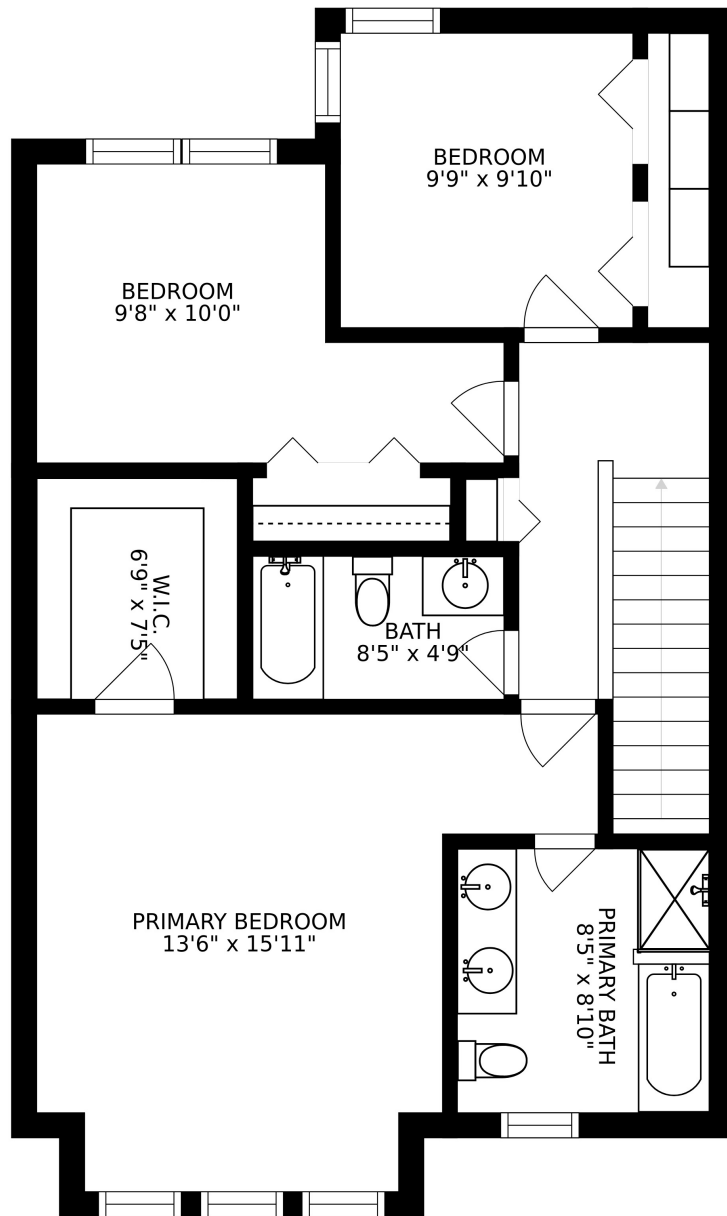 BEDROOM
9'9" x 9'10"
BEDROOM
9'8" x 10'0"
W.I.C.
6'9" x 7'5"
BATH
8'5" x 4'9"
PRIMARY BEDROOM
13'6" x 15'11"
PRIMARY BATH
8'5" x 8'10"